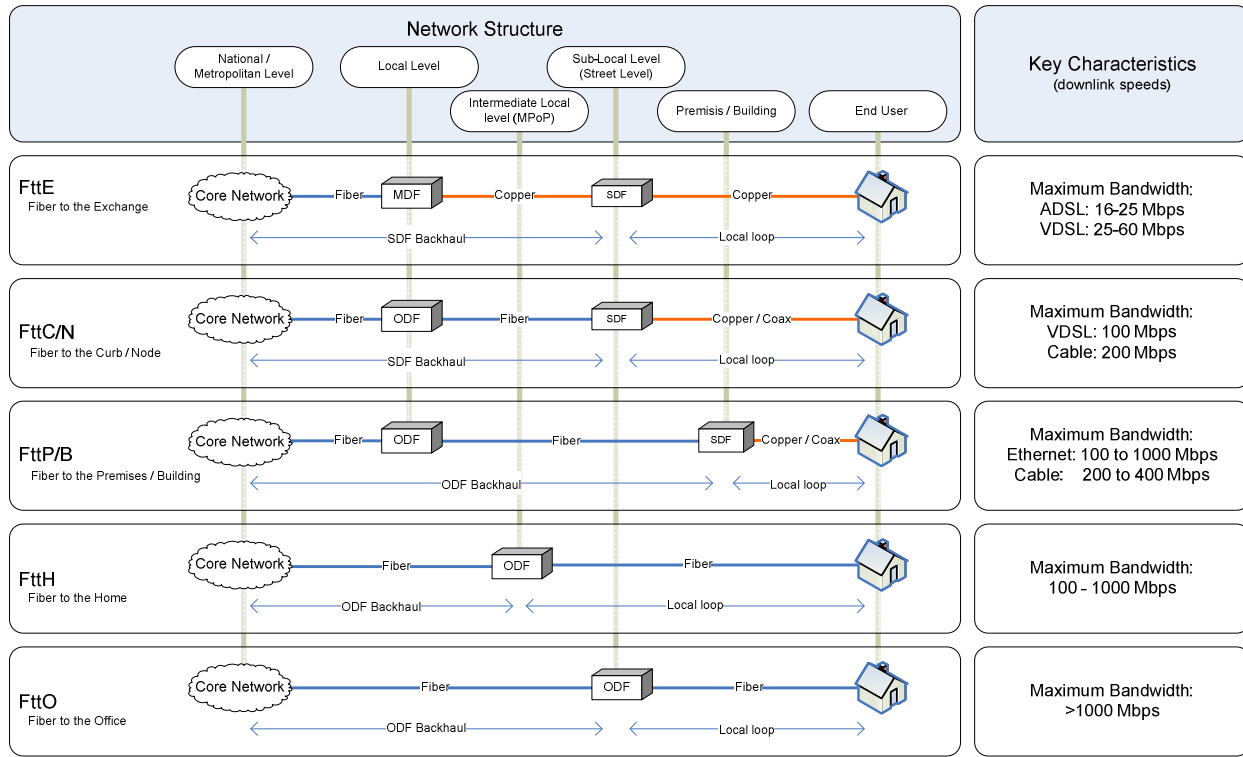 Network Structure
National /
Metropolitan Level
Local Level
Sub-Local Level
(Street Level)
Intermediate Local
level (MPoP)
Premisis / Building
End User
Key Characteristics
(downlink speeds)
FttE
Fiber to the Exchange
Core Network
Fiber
MDF
Copper
SDF
Copper
SDF Backhaul
Local loop
Maximum Bandwidth:
ADSL: 16-25 Mbps
VDSL: 25-60 Mbps
FttC/N
Fiber to the Curb / Node
Core Network
Fiber
ODF
Fiber
SDF
Copper / Coax
SDF Backhaul
Local loop
Maximum Bandwidth:
VDSL: 100 Mbps
Cable: 200 Mbps
FttP/B
Fiber to the Premises / Building
Core Network
Fiber
ODF
Fiber
SDF
Copper / Coax
ODF Backhaul
Local loop
Maximum Bandwidth:
Ethernet: 100 to 1000 Mbps
Cable: 200 to 400 Mbps
FttH
Fiber to the Home
Core Network
Fiber
ODF
Fiber
ODF Backhaul
Local loop
Maximum Bandwidth:
100 - 1000 Mbps
FttO
Fiber to the Office
Core Network
Fiber
ODF
Fiber
ODF Backhaul
Local loop
Maximum Bandwidth:
>1000 Mbps